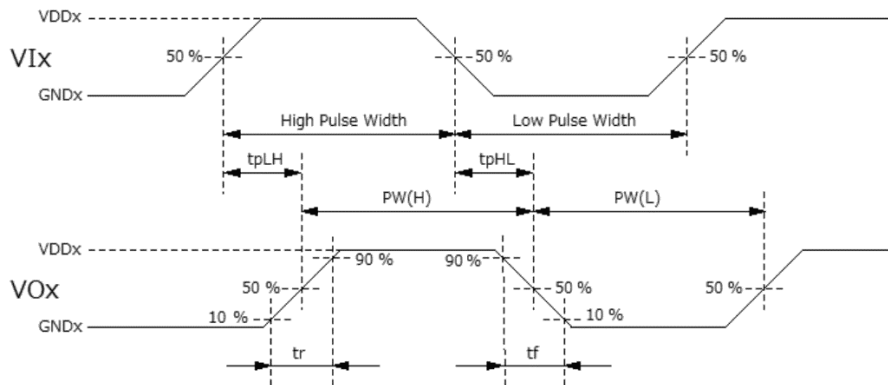 VDDx
VIx
50 %
50 %
50 %
GNDx
High Pulse Width
Low Pulse Width
tpLH
tpHL
PW(H)
PW(L)
VDDx
90 %
90 %
VOx
50 %
50 %
50 %
10 %
10 %
GNDx
tr
tf